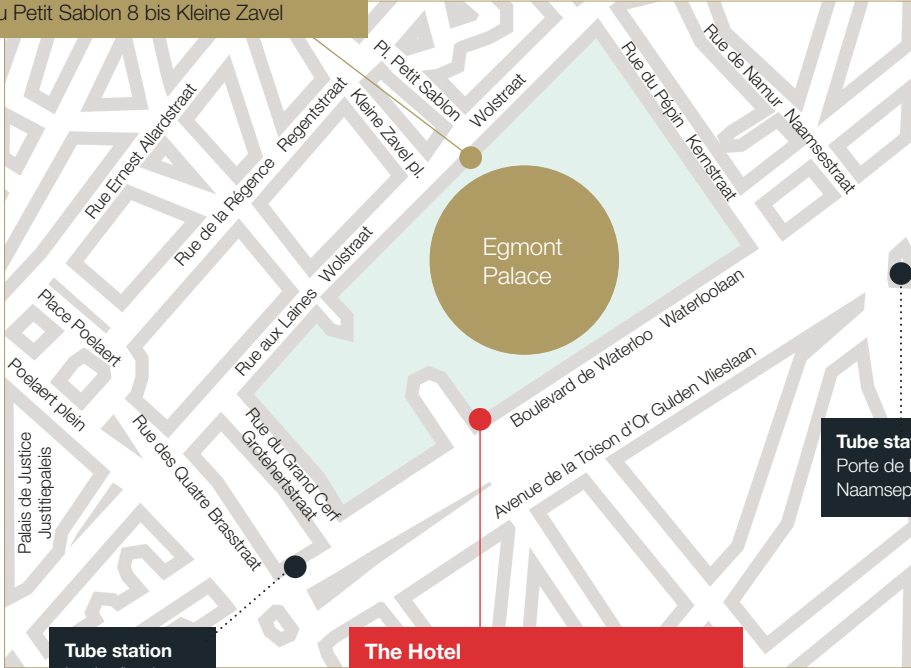 Petit Sablon 8 bis Kleine Zavel
Pl. Petit Sablon
Kleine Zavel pl.
Wolstraat
Rue du Pépin Kernstraat
Rue de Namur Naamsestraat
Rue Ernest Allardstraat
Rue de la Régence Regentstraat
Rue aux Laines Wolstraat
Egmont
Palace
Place Poelaert
Poelaert plein
Palais de Justice
Justitiepaleis
Rue des Quatre Brasstraat
Rue du Grand Cerf
Grotehertstraat
Boulevard de Waterloo Waterloolaan
Avenue de la Toison d'Or Gulden Vlieslaan
Tube
Porte de
Tube station
The Hotel